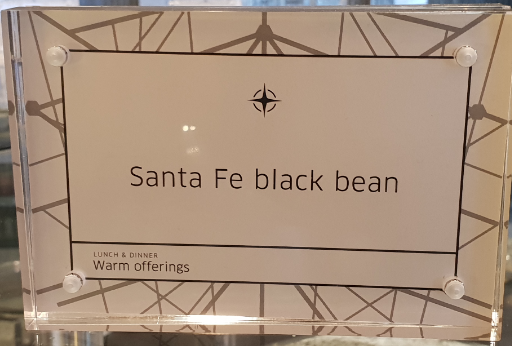 Santa Fe black bean
LUNCH & DINNER
Warm offerings